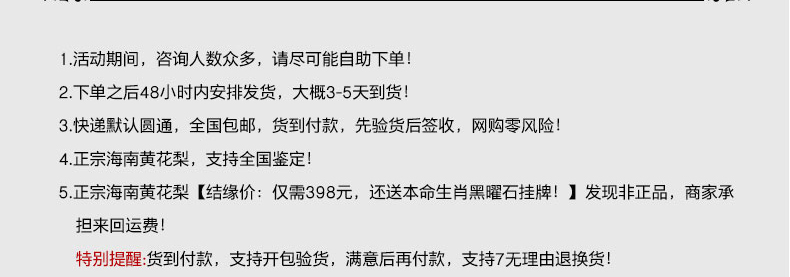 1.活动期间，咨询人数众多，请尽可能自助下单！
2.下单之后48小时内安排发货，大概3-5天到货！
3.快递默认圆通，全国包邮，货到付款，先验货后签收，网购零风险！
4.正宗海南黄花梨，支持全国鉴定！
5.正宗海南黄花梨【结缘价：仅需398元，还送本命生肖黑曜石挂牌！】发现非正品，商家承
担来回运费！
特别提醒:货到付款，支持开包验货，满意后再付款，支持7无理由退换货！